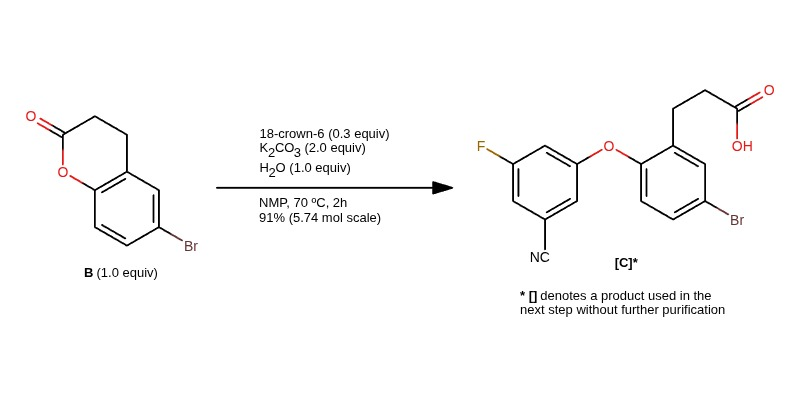 O
O
Br
B (1.0 equiv)
18-crown-6 (0.3 equiv)
K2CO3 (2.0 equiv)
H2O (1.0 equiv)
NMP, 70 ºC, 2h
91% (5.74 mol scale)
F
O
O
OH
Br
NC
[C]*
* [] denotes a product used in the
next step without further purification